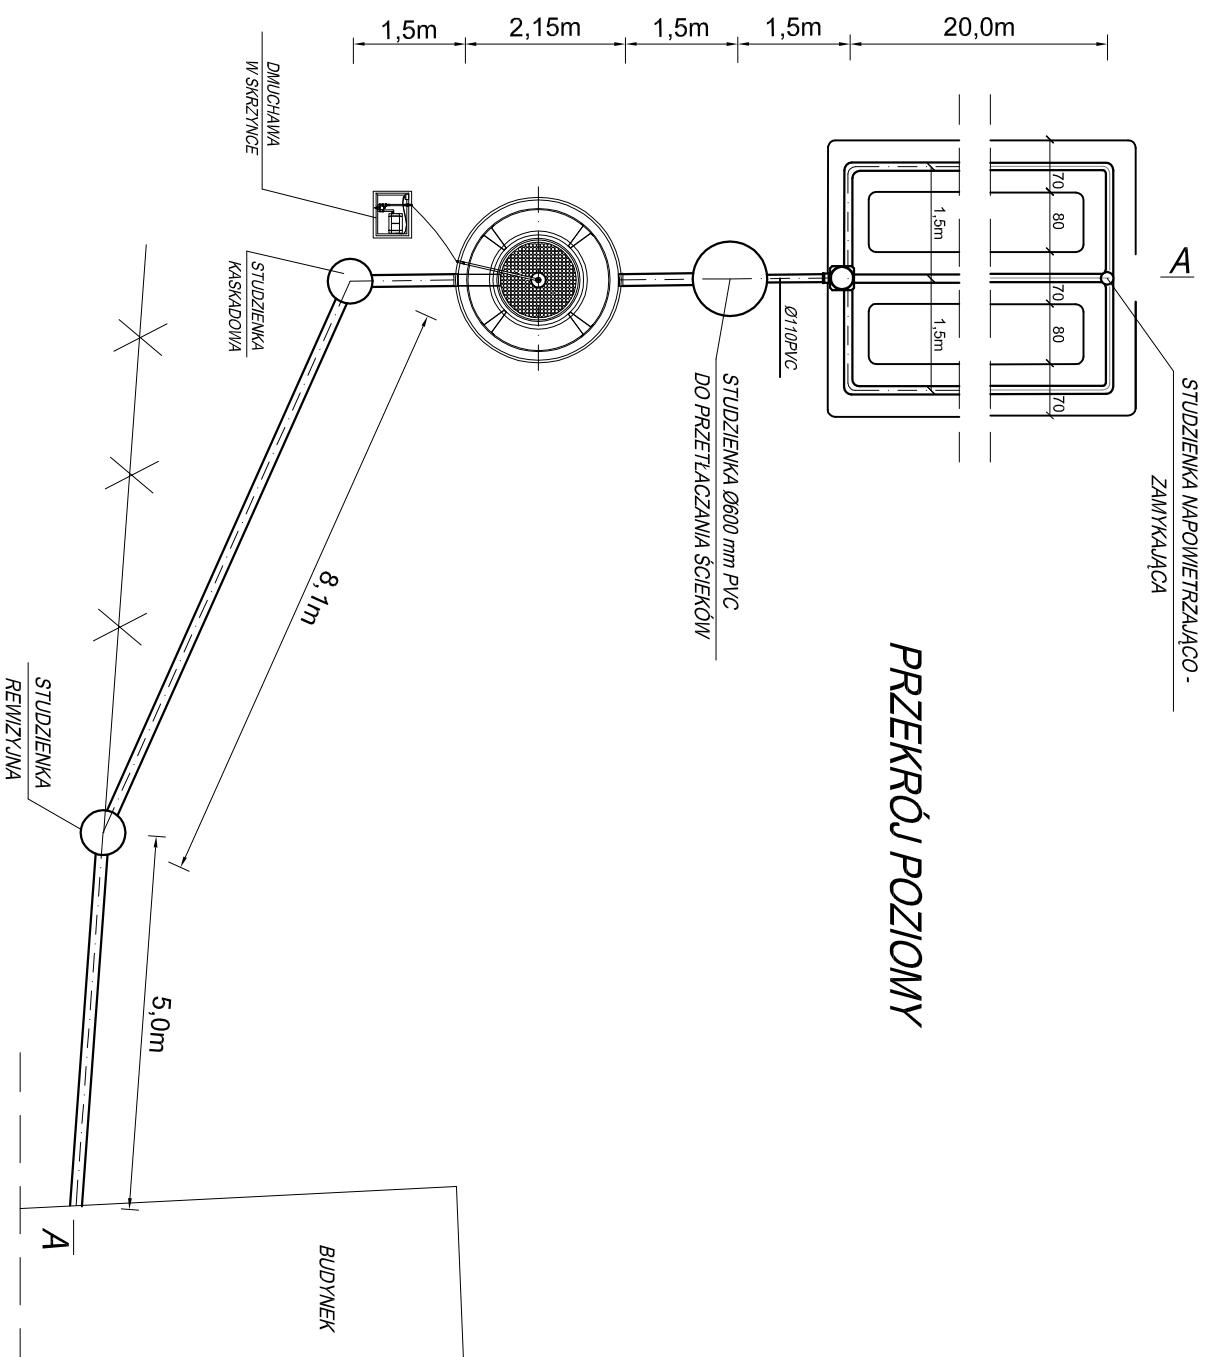 1,5m
2,15m
1,5m
1,5m
20,0m
DMUCHAWA
W SKRZYNCE
STUDZIENKA
KASKADOWA
Ø110PVC
STUDZIENKA Ø600 mm PVC
DO PRZETŁACZANIA ŚCIEKÓW
70
80
70
80
70
1,5m
1,5m
A
STUDZIENKA NAPOWIETRZAJĄCO -
ZAMYKAJĄCA
PRZEKRÓJ POZIOMY
8,1m
STUDZIENKA
REWIZYJNA
5,0m
A
BUDYNEK